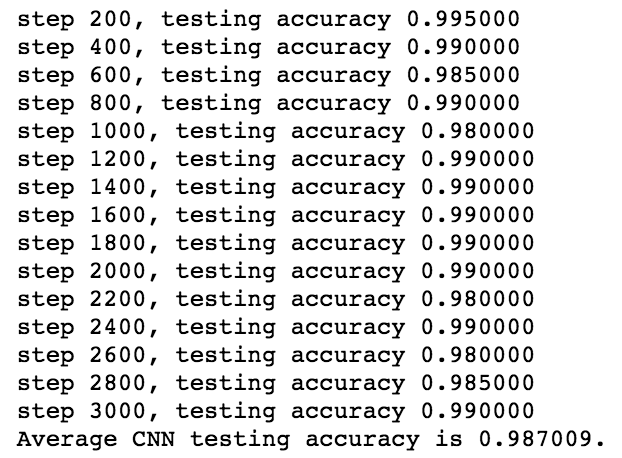 step 200, testing accuracy 0.995000
step 400, testing accuracy 0.990000
step 600, testing accuracy 0.985000
step 800, testing accuracy 0.990000
step 1000, testing accuracy 0.980000
step 1200, testing accuracy 0.990000
step 1400, testing accuracy 0.990000
step 1600, testing accuracy 0.990000
step 1800, testing accuracy 0.990000
step 2000, testing accuracy 0.990000
step 2200, testing accuracy 0.980000
step 2400, testing accuracy 0.990000
step 2600, testing accuracy 0.980000
step 2800, testing accuracy 0.985000
step 3000, testing accuracy 0.990000
Average CNN testing accuracy is 0.987009.